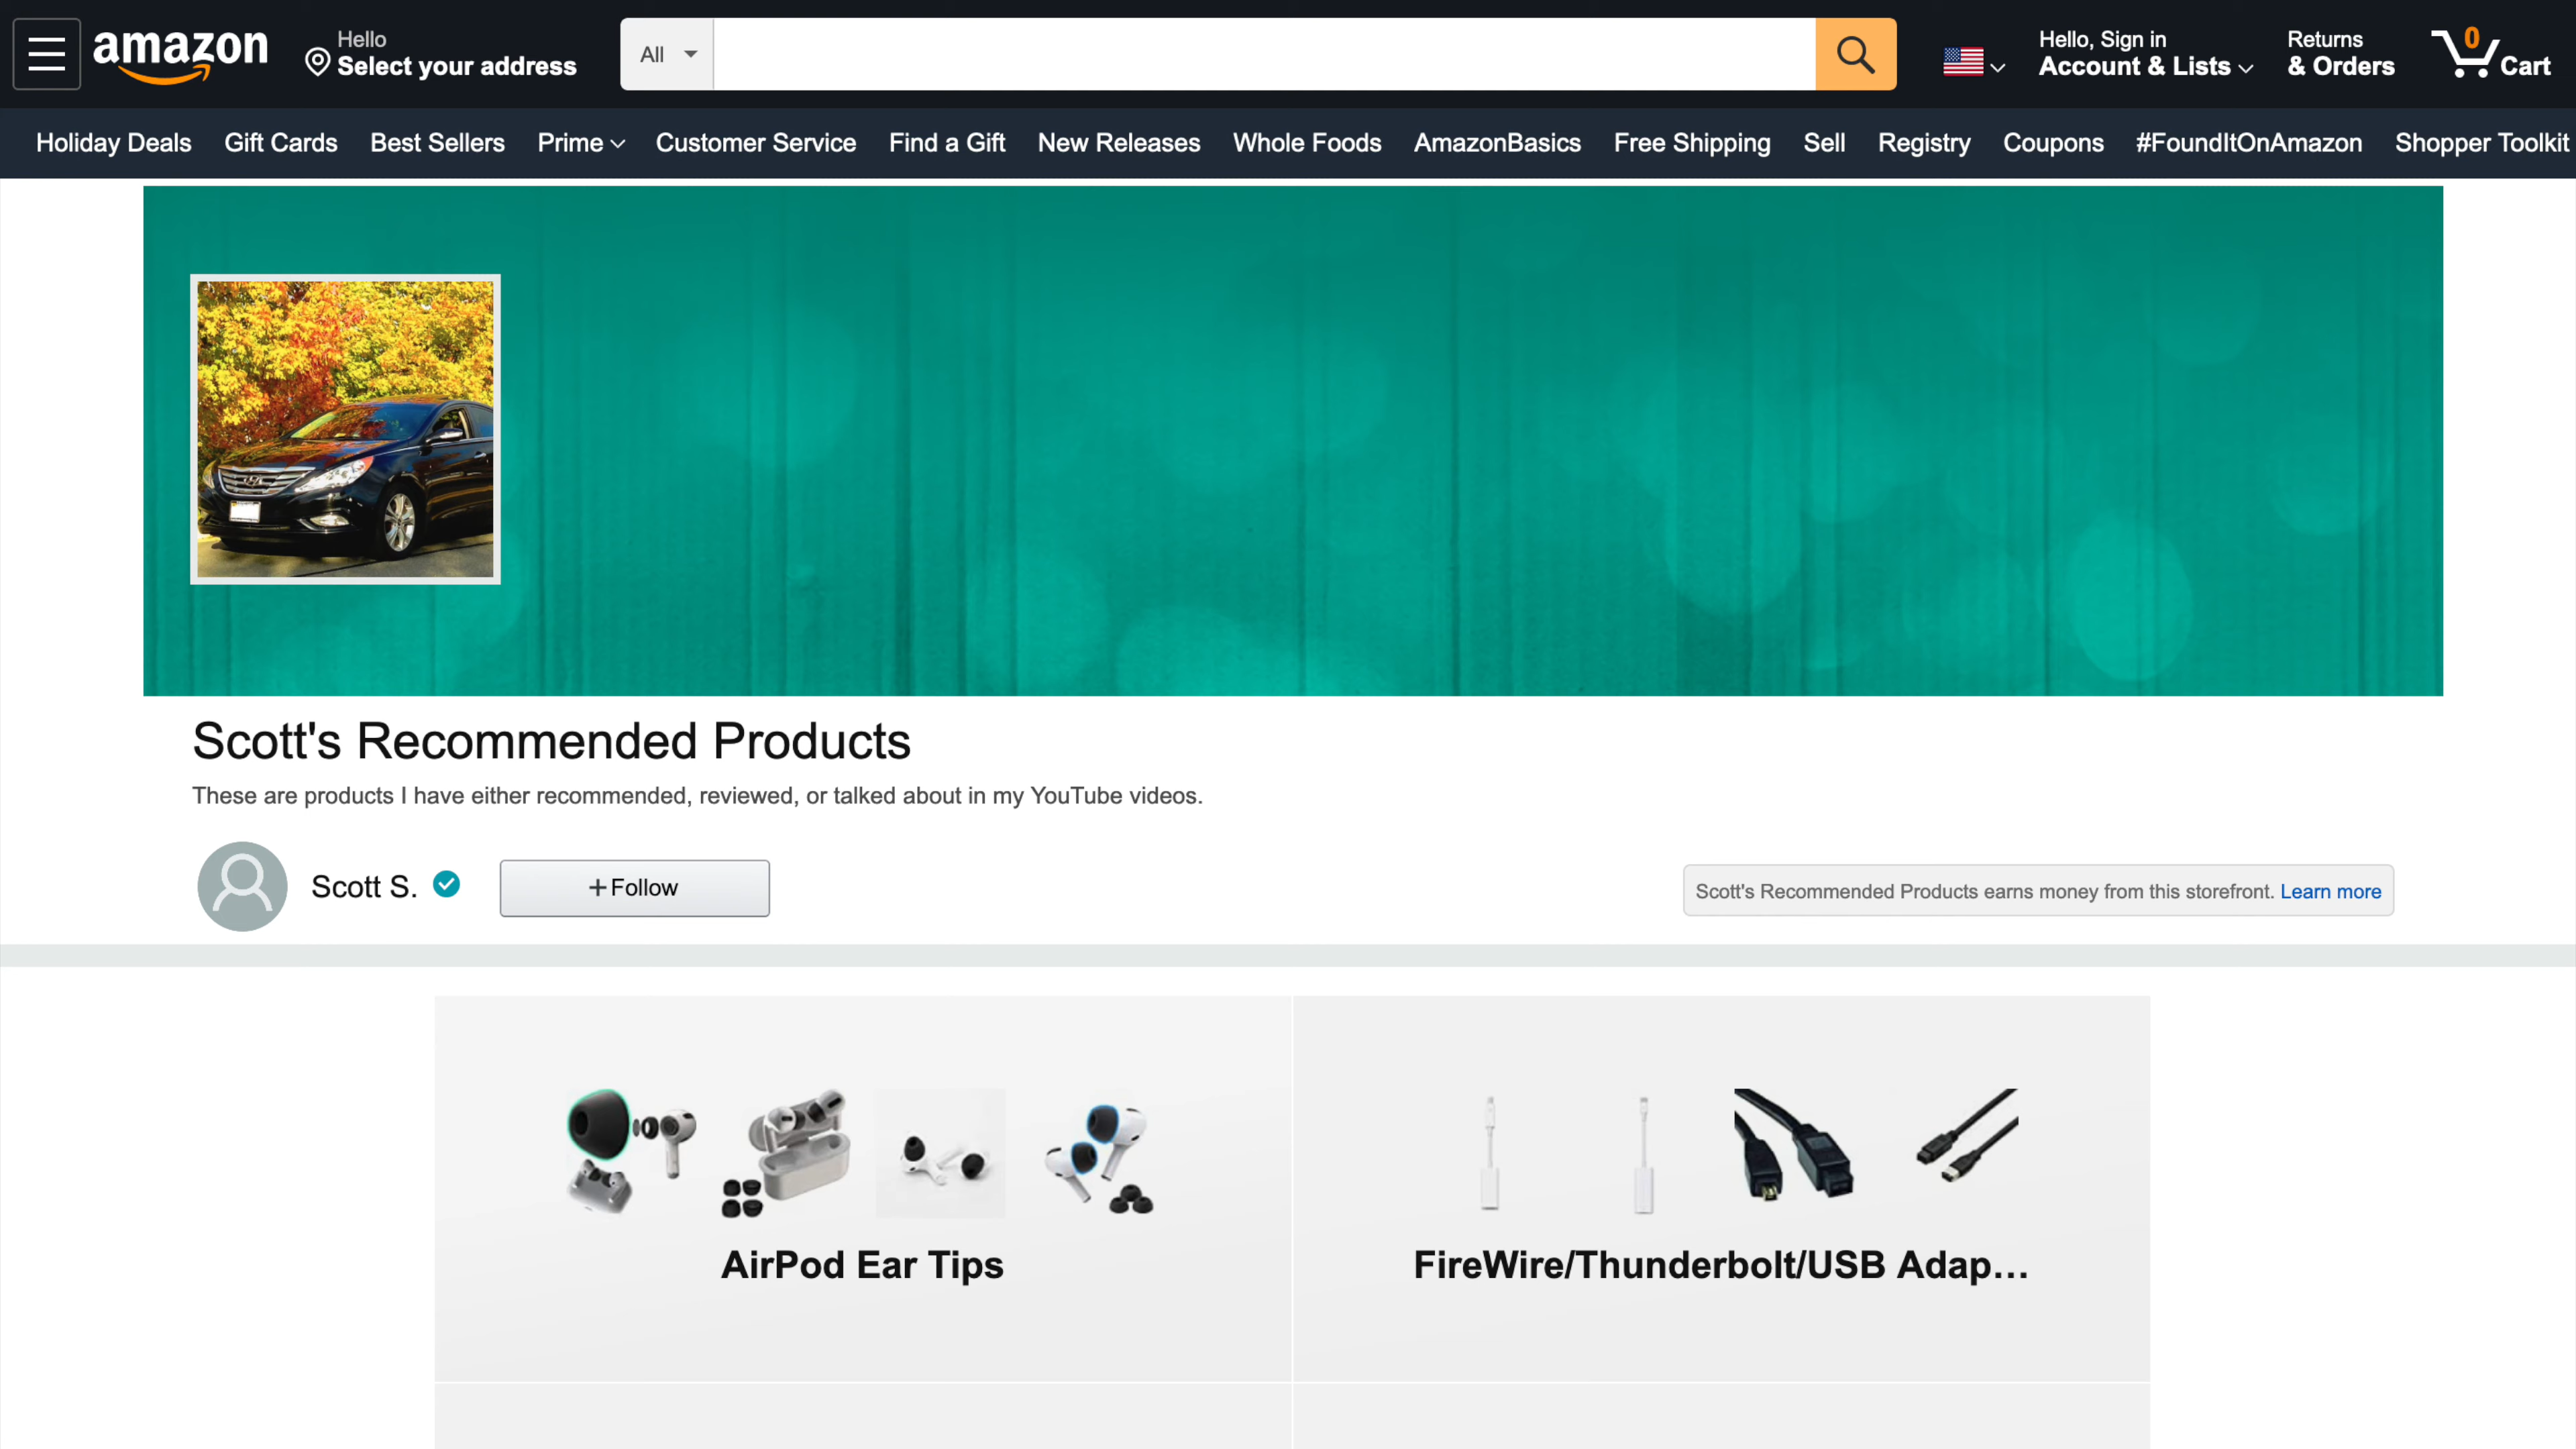 amazon
Hello
Select your address
All
Hello, Sign in
Account & Lists
Returns
& Orders
0
Cart
Holiday Deals Gift Cards Best Sellers Prime Customer Service Find a Gift New Releases Whole Foods AmazonBasics Free Shipping Sell Registry Coupons #FoundItOnAmazon Shopper Toolkit
Scott's Recommended Products
These are products I have either recommended, reviewed, or talked about in my YouTube videos.
Scott S.
+Follow
Scott's Recommended Products earns money from this storefront. Learn more
AirPod Ear Tips
FireWire/Thunderbolt/USB Adap…